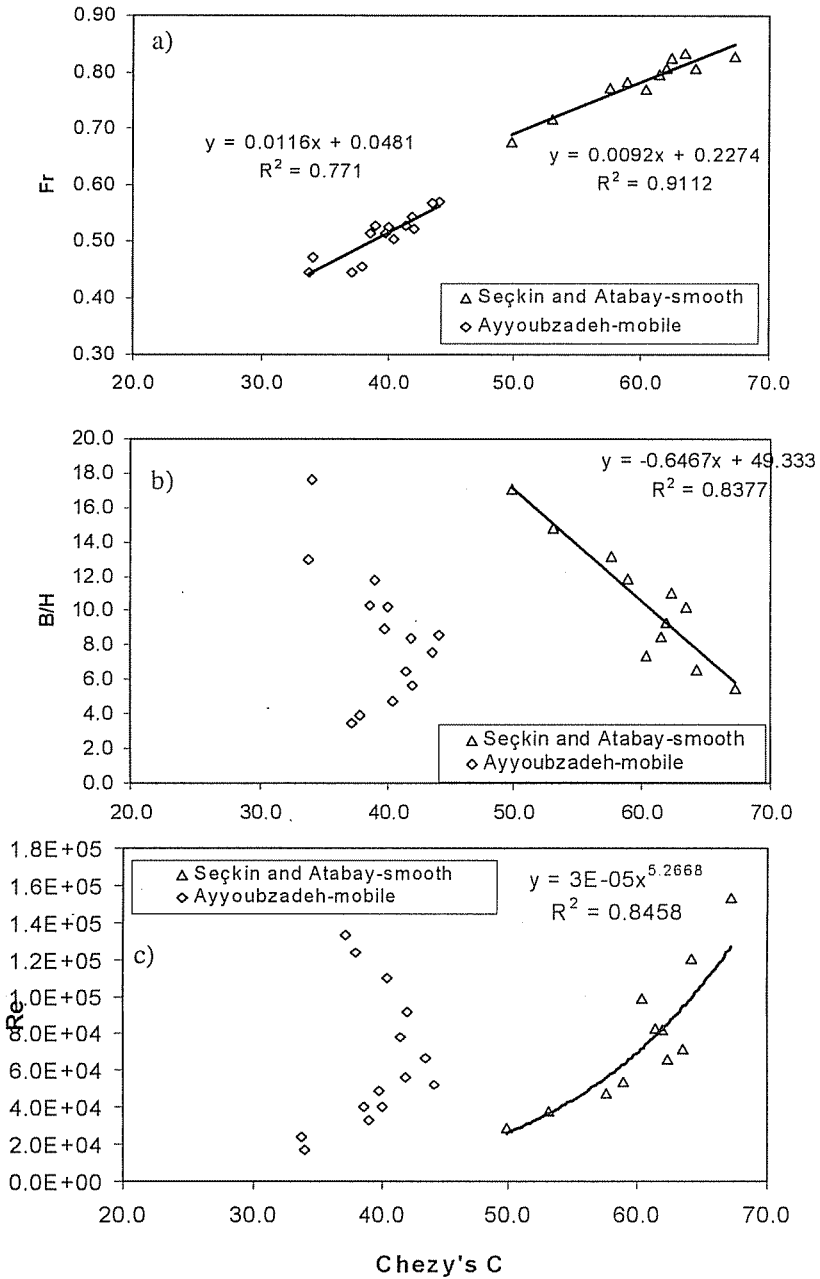 0.90
a)
0.80
0.70
y = 0.0116x + 0.0481
R² = 0.771
y = 0.0092x + 0.2274
R² = 0.9112
0.60
Fr
0.50
0.40
Seçkin and Atabay-smooth
Ayyoubzadeh-mobile
0.30
20.0 30.0 40.0 50.0 60.0 70.0
20.0
b)
y = -0.6467x + 49.333
R² = 0.8377
18.0
16.0
14.0
12.0
B/H
10.0
8.0
6.0
4.0
2.0
0.0
Seçkin and Atabay-smooth
Ayyoubzadeh-mobile
20.0 30.0 40.0 50.0 60.0 70.0
1.8E+05
Seçkin and Atabay-smooth
Ayyoubzadeh-mobile
y = 3E-05x^5.2668
R² = 0.8458
1.6E+05
1.4E+05
c)
1.2E+05
1.0E+05
Re
8.0E+04
6.0E+04
4.0E+04
2.0E+04
0.0E+00
20.0 30.0 40.0 50.0 60.0 70.0
Chezy's C